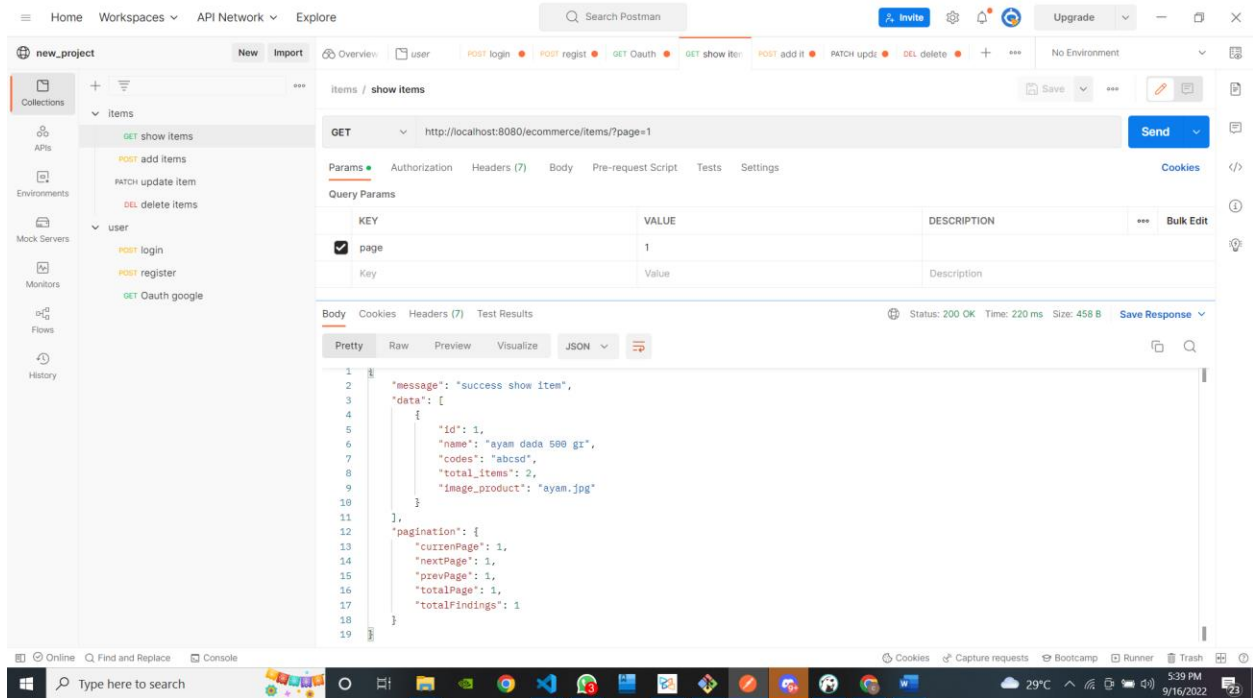 Home Workspaces API Network Explore Search Postman Invite Upgrade
new_project New Import Overview user POST login POST regist GET Oauth GET show iter POST add it PATCH upda DEL delete No Environment
Collections
APIs
Environments
Mock Servers
Monitors
Flows
History
items
GET show items
POST add items
PATCH update item
DEL delete items
user
POST login
POST register
GET Oauth google
items / show items Save
GET http://localhost:8080/ecommerce/items/?page=1 Send
Params Authorization Headers (7) Body Pre-request Script Tests Settings Cookies
Query Params
KEY VALUE DESCRIPTION Bulk Edit
page 1
Key Value Description
Body Cookies Headers (7) Test Results Status: 200 OK Time: 220 ms Size: 458 B Save Response
Pretty Raw Preview Visualize JSON
1 {
2 "message": "success show item",
3 "data": [
4 {
5 "id": 1,
6 "name": "ayam dada 500 gr",
7 "codes": "abcsd",
8 "total_items": 2,
9 "image_product": "ayam.jpg"
10 }
11 ],
12 "pagination": {
13 "currenPage": 1,
14 "nextPage": 1,
15 "prevPage": 1,
16 "totalPage": 1,
17 "totalFindings": 1
18 }
19 }
Online Find and Replace Console Cookies Capture requests Bootcamp Runner Trash
Type here to search 29°C 5:39 PM
9/16/2022 23